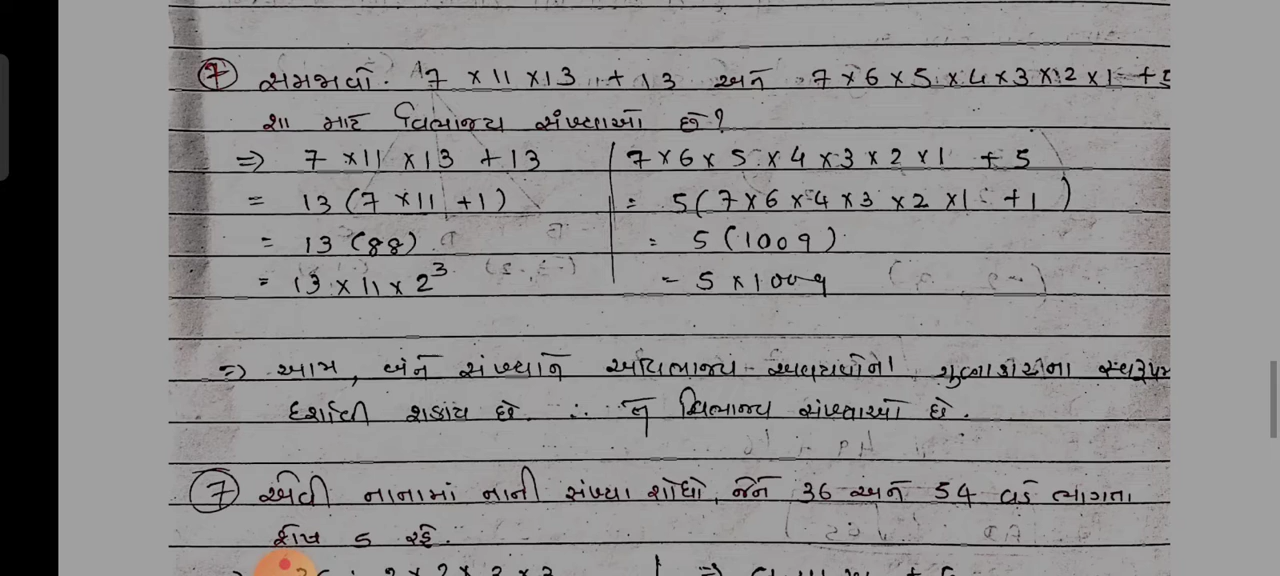 7 સમજાવો. 7 × 11 × 13 + 13 અને 7 × 6 × 5 × 4 × 3 × 2 × 1 + 5
શા માટે વિભાજ્ય સંખ્યાઓ છે?
⇒ 7 × 11 × 13 + 13 | 7 × 6 × 5 × 4 × 3 × 2 × 1 + 5
= 13 (7 × 11 + 1) | = 5 (7 × 6 × 4 × 3 × 2 × 1 + 1)
= 13 (88) | = 5 (1009)
= 13 × 11 × 2³ | = 5 × 1009
⇒ આમ, બંને સંખ્યાને અવિભાજ્ય અવયવોના ગુણાકારના સ્વરૂપે
દર્શાવી શકાય છે. ∴ તે વિભાજ્ય સંખ્યાઓ છે.
7 એવી નાનામાં નાની સંખ્યા શોધો, જેને 36 અને 54 વડે ભાગતા
શેષ 5 રહે.